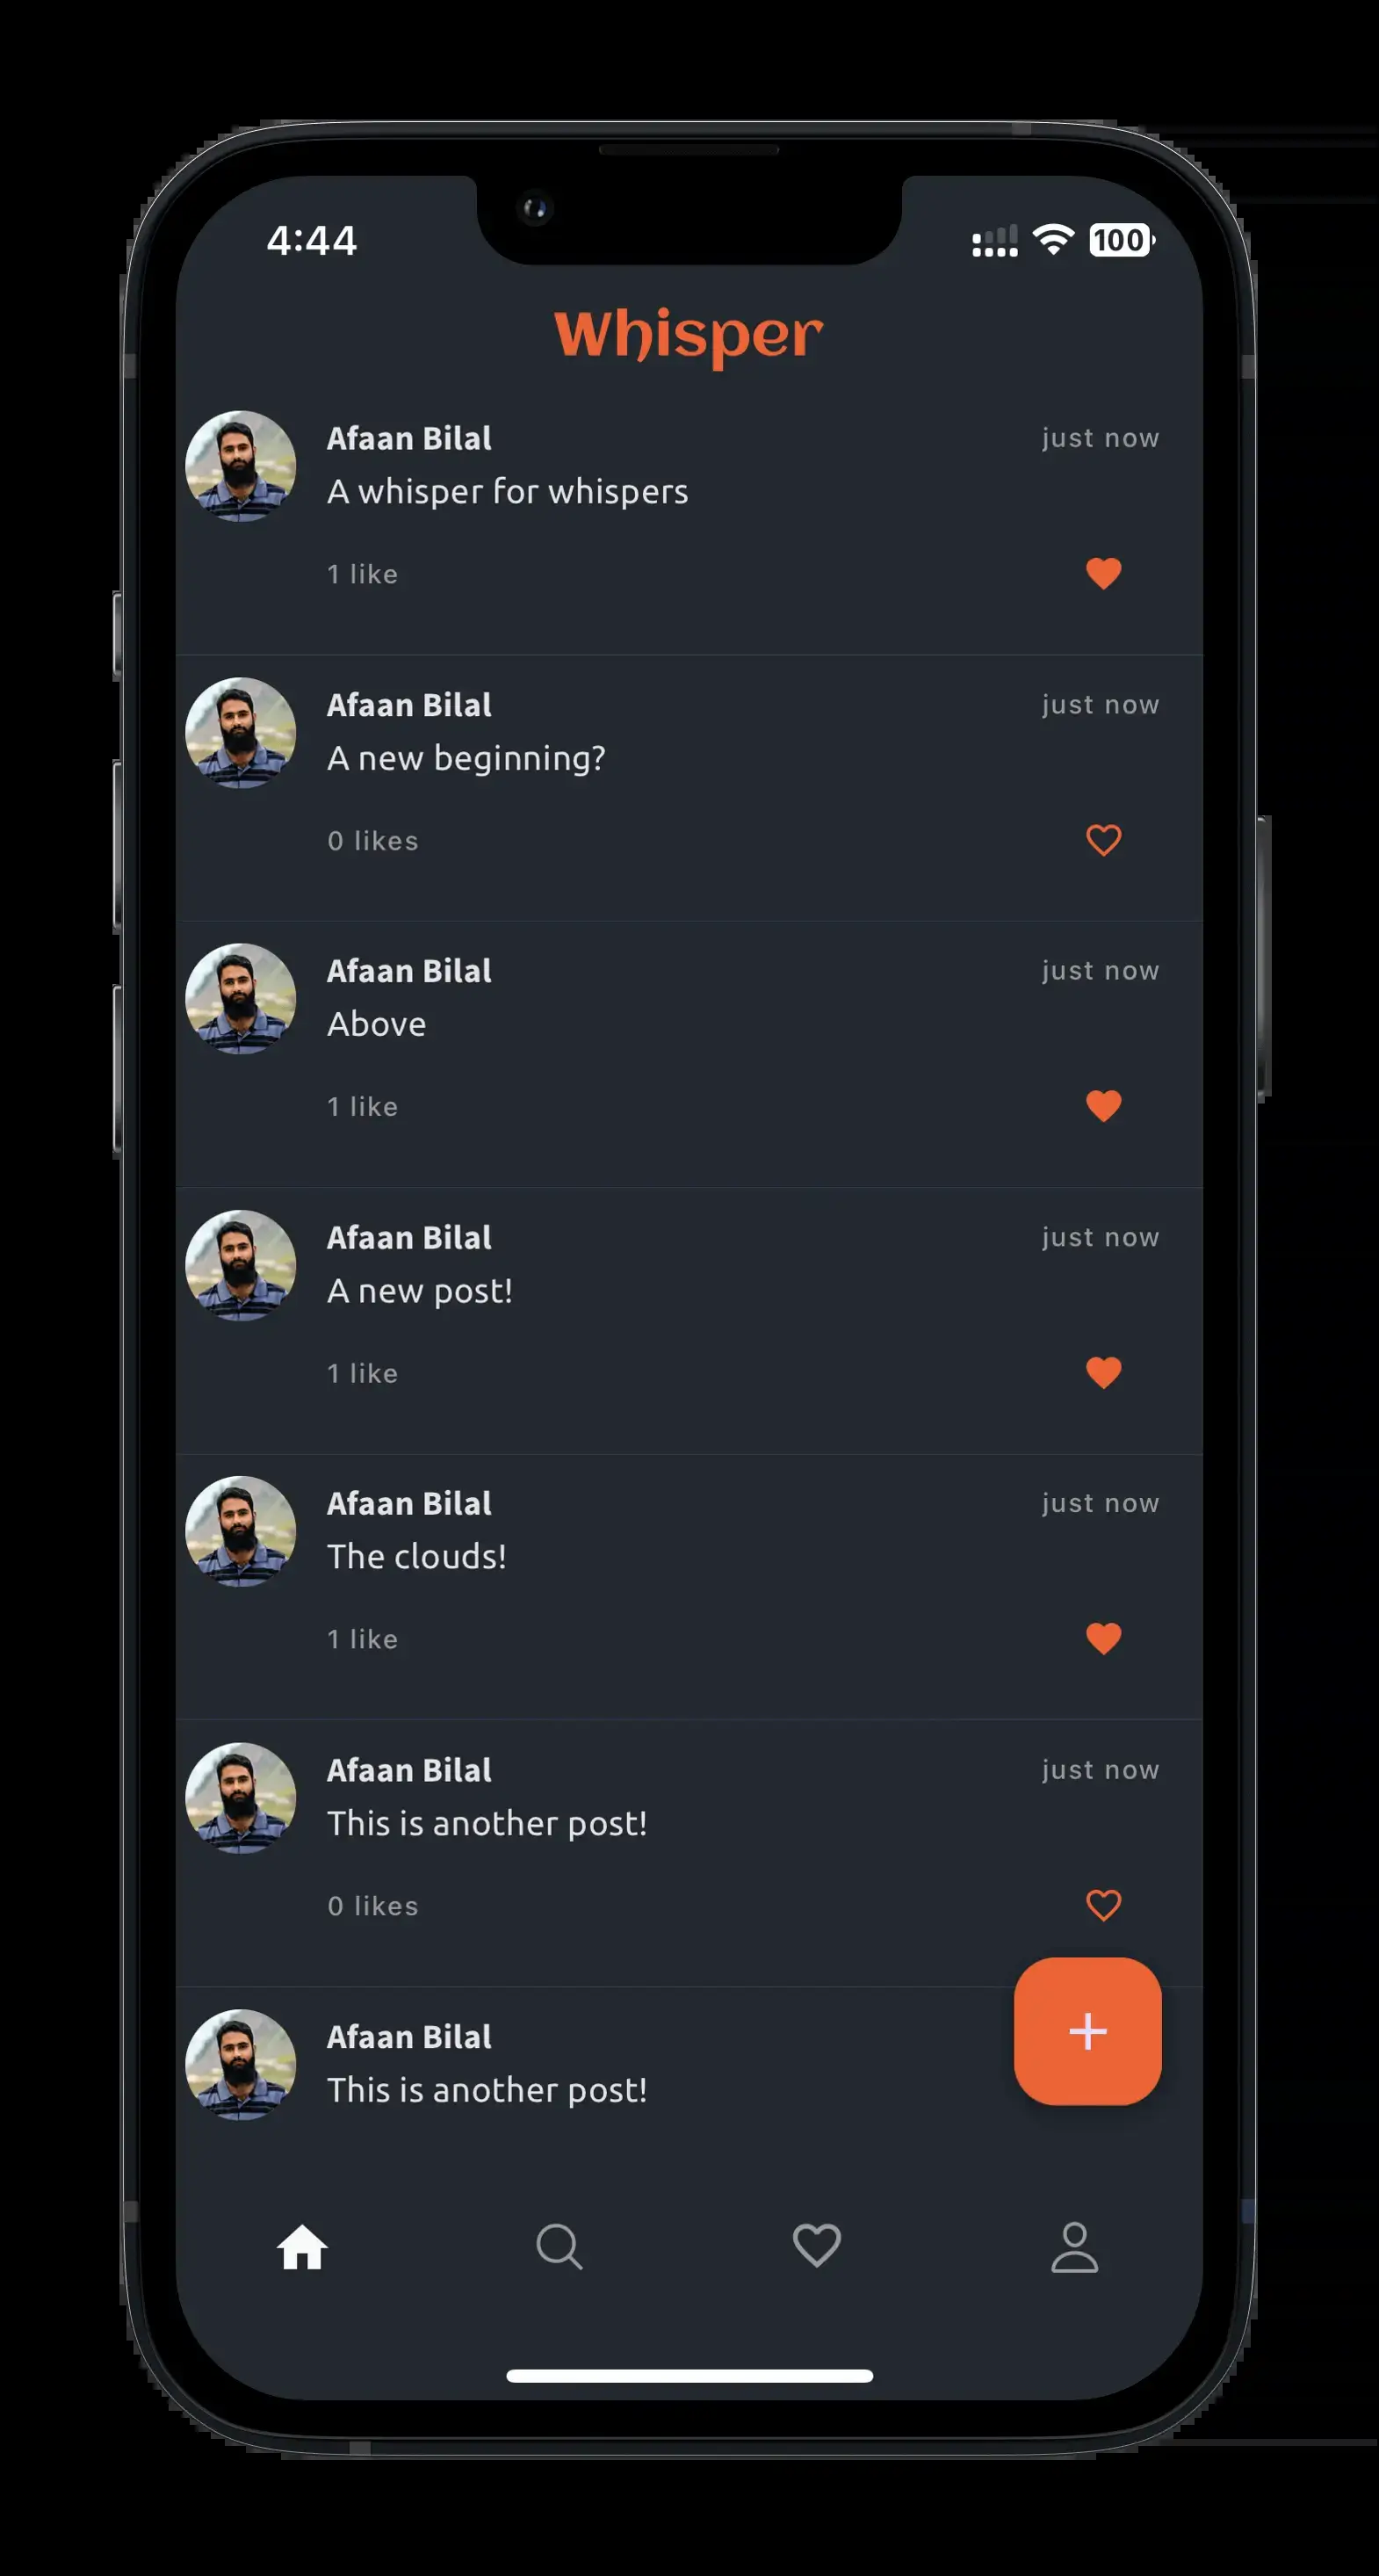 4:44
100
Whisper
Afaan Bilal
just now
A whisper for whispers
1 like
Afaan Bilal
just now
A new beginning?
0 likes
Afaan Bilal
just now
Above
1 like
Afaan Bilal
just now
A new post!
1 like
Afaan Bilal
just now
The clouds!
1 like
Afaan Bilal
just now
This is another post!
0 likes
Afaan Bilal
This is another post!